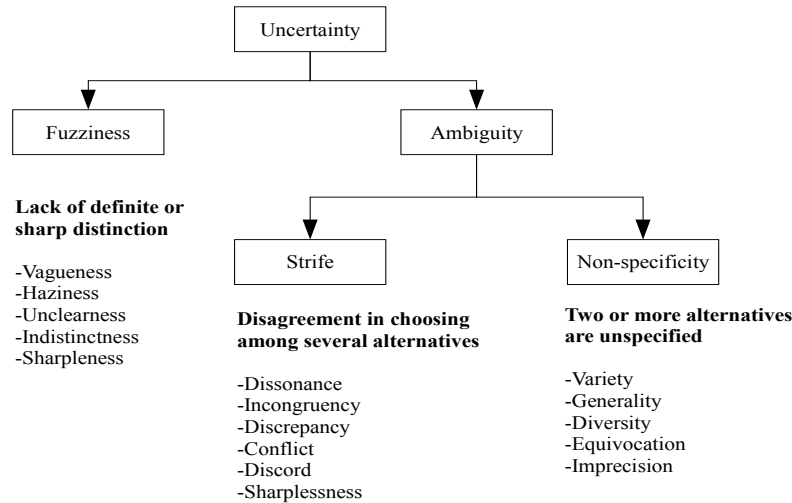 Uncertainty
Fuzziness
Ambiguity
Lack of definite or
sharp distinction
-Vagueness
-Haziness
-Unclearness
-Indistinctness
-Sharpleness
Strife
Non-specificity
Disagreement in choosing
among several alternatives
-Dissonance
-Incongruency
-Discrepancy
-Conflict
-Discord
-Sharplessness
Two or more alternatives
are unspecified
-Variety
-Generality
-Diversity
-Equivocation
-Imprecision